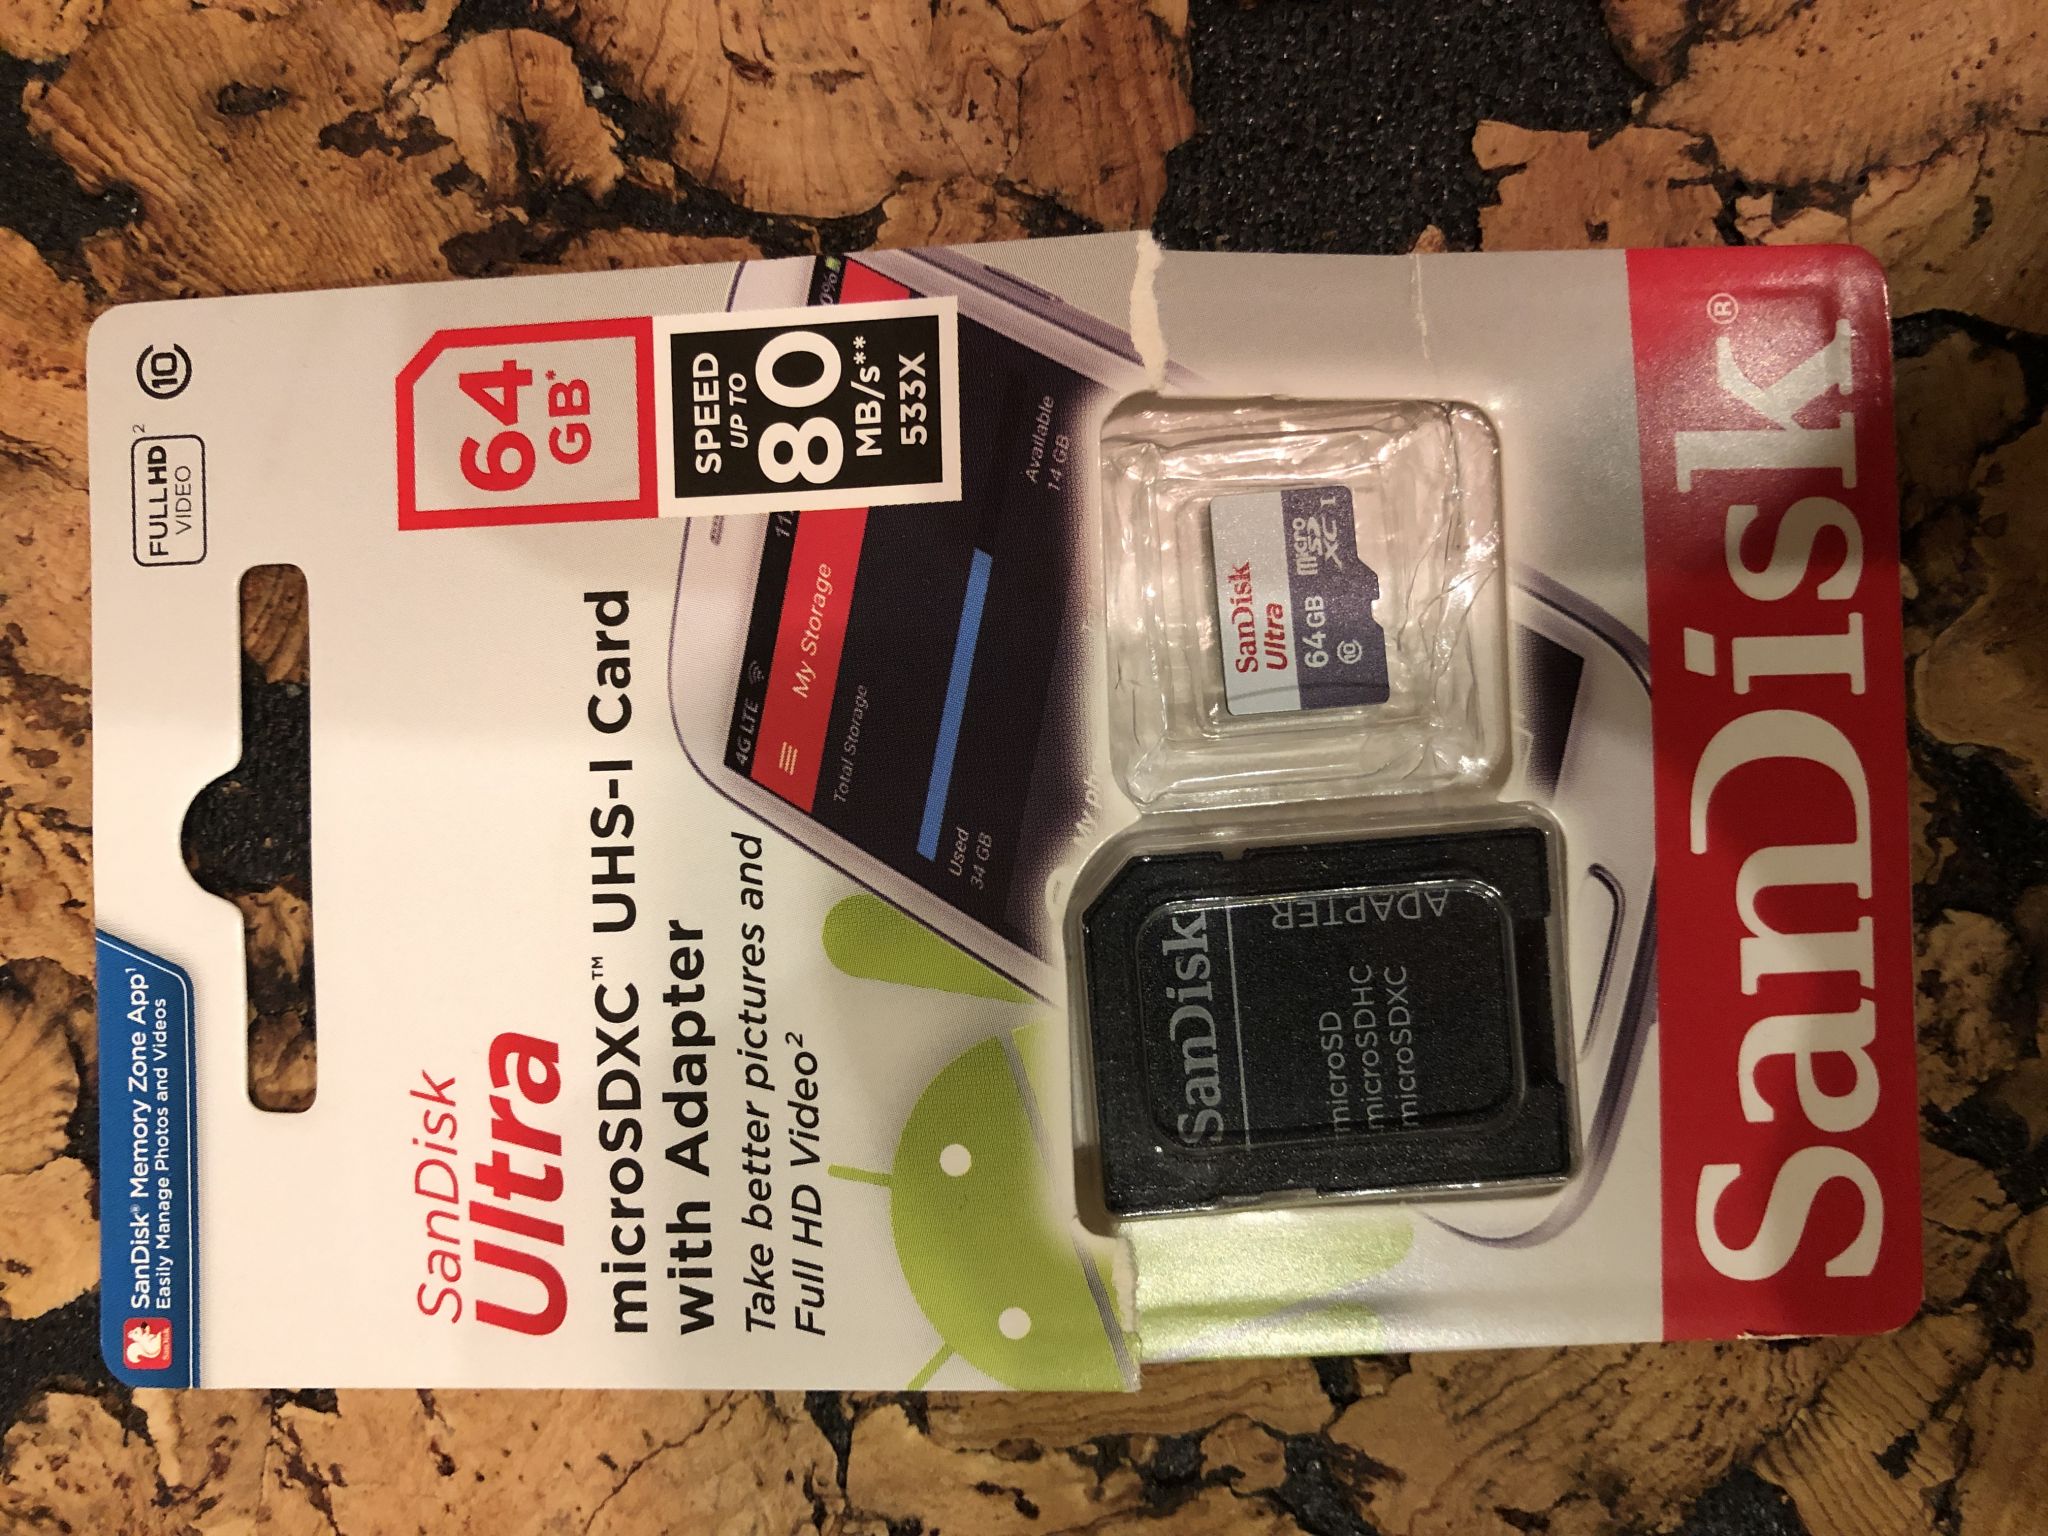 SanDisk® Memory Zone App¹
Easily Manage Photos and Videos
FULL HD
VIDEO
2
10
SanDisk
Ultra
microSDXC™ UHS-I Card
with Adapter
Take better pictures and
Full HD Video²
64
GB*
SPEED
UP TO
80
MB/s**
533X
4G LTE
0%
My Storage
Total Storage
Used
34 GB
Available
14 GB
SanDisk
ADAPTER
microSD
microSDHC
microSDXC
SanDisk
Ultra
64GB
10
micro
SD
XC I
SanDisk®